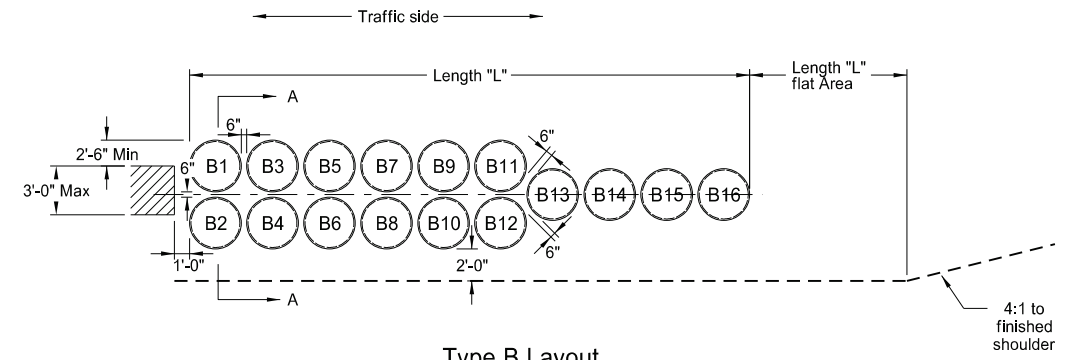 Traffic side
Length "L"
Length "L"
flat Area
A
6"
2'-6" Min
6"
3'-0" Max
B1 B3 B5 B7 B9 B11
6"
B13 B14 B15 B16
B2 B4 B6 B8 B10 B12
6"
1'-0"
2'-0"
A
4:1 to
finished
shoulder
Type B Layout